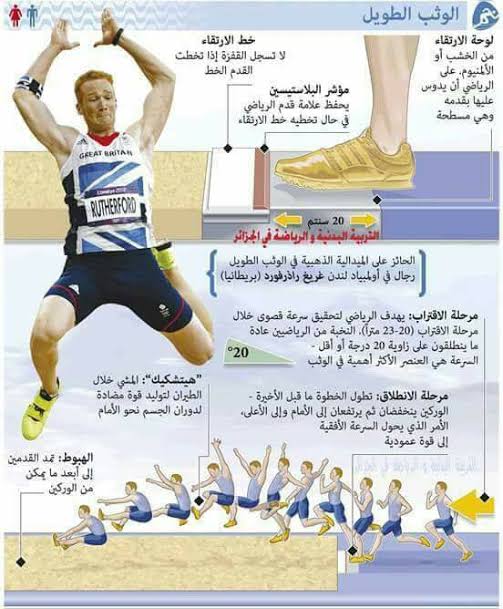 الوثب الطويل
لوحة الارتقاء
من الخشب أو
الألمنيوم. على
الرياضي أن يدوس
عليها بقدمه
وهي مسطحة
خط الارتقاء
لا تسجل القفزة إذا تخطت
القدم الخط
مؤشر البلاستيسين
يحفظ علامة قدم الرياضي
في حال تخطيه خط الارتقاء
GREAT BRITAIN
London 2012
RUTHERFORD
20 سنتم
التربية البدنية و الرياضة في الجزائر
الحائز على الميدالية الذهبية في الوثب الطويل
رجال في أولمبياد لندن غريغ رادرفورد (بريطانيا)
مرحلة الاقتراب: يهدف الرياضي لتحقيق سرعة قصوى خلال
مرحلة الاقتراب (20-23 متراً). النخبة من الرياضيين عادة
ما ينطلقون على زاوية 20 درجة أو أقل -
السرعة هي العنصر الأكثر أهمية في الوثب
°20
مرحلة الانطلاق: تطول الخطوة ما قبل الأخيرة -
الوركين ينخفضان ثم يرتفعان إلى الأمام وإلى الأعلى،
الأمر الذي يحول السرعة الأفقية
إلى قوة عمودية
"هيتشكيك": المشي خلال
الطيران لتوليد قوة مضادة
لدوران الجسم نحو الأمام
الهبوط: تمد القدمين
إلى أبعد ما يمكن
من الوركين